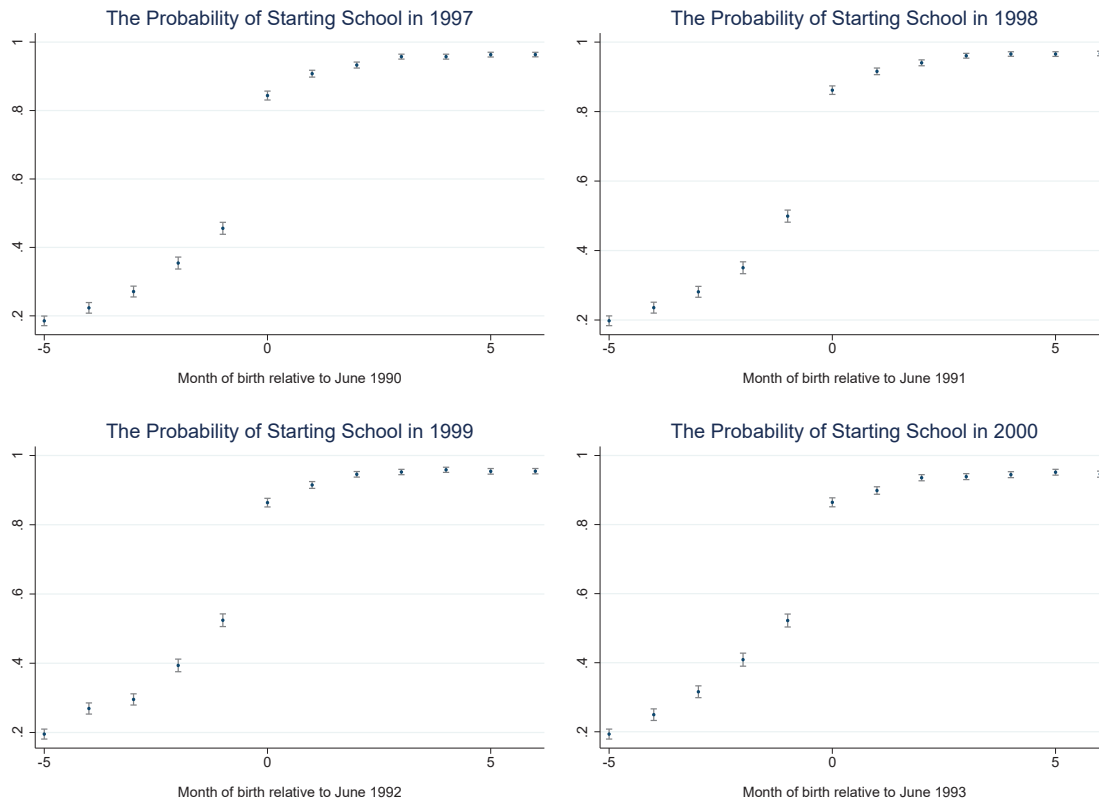 The Probability of Starting School in 1997
1
.8
.6
.4
.2
-5 0 5
Month of birth relative to June 1990
The Probability of Starting School in 1998
1
.8
.6
.4
.2
-5 0 5
Month of birth relative to June 1991
The Probability of Starting School in 1999
1
.8
.6
.4
.2
-5 0 5
Month of birth relative to June 1992
The Probability of Starting School in 2000
1
.8
.6
.4
.2
-5 0 5
Month of birth relative to June 1993